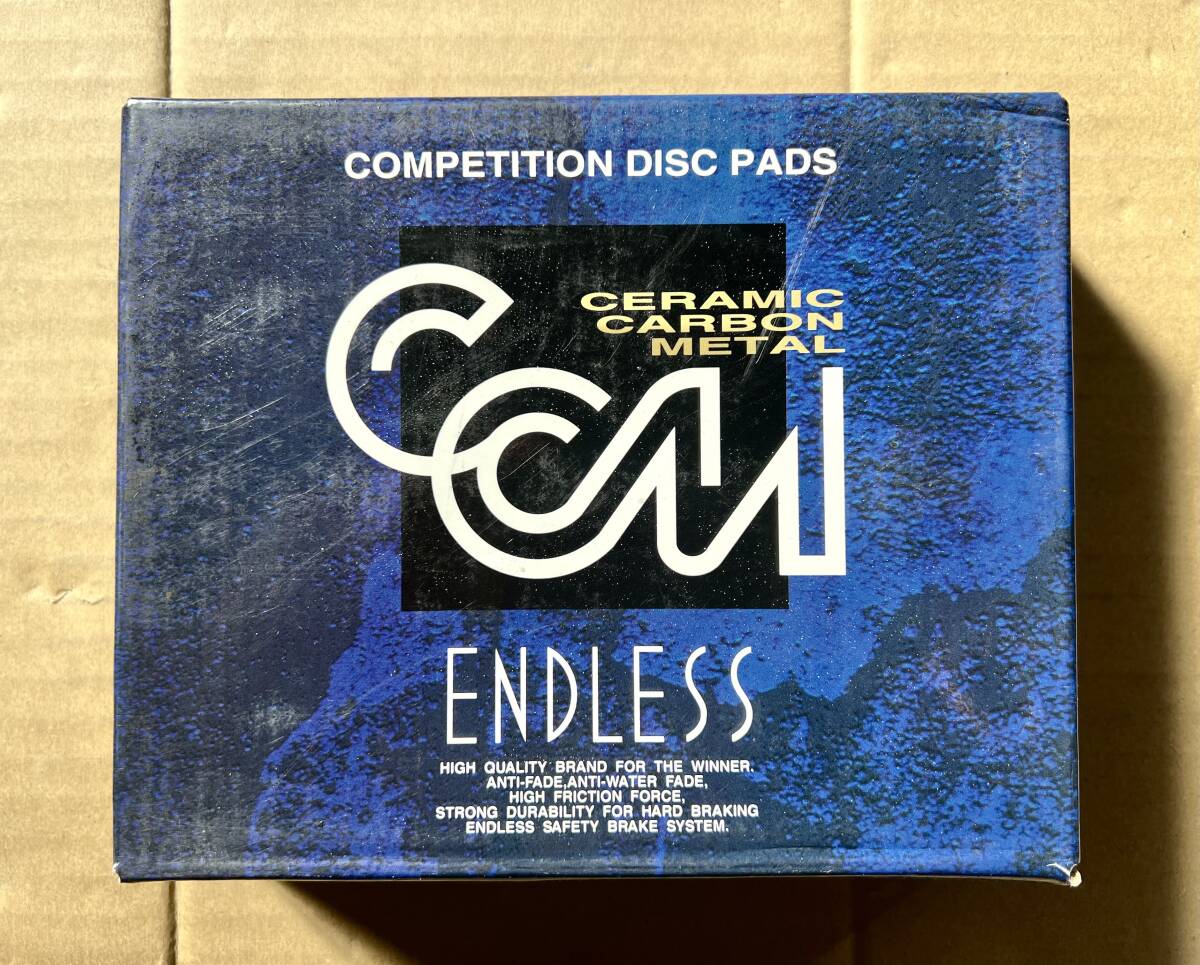 COMPETITION DISC PADS
CERAMIC
CARBON
METAL
CCM
ENDLESS
HIGH QUALITY BRAND FOR THE WINNER.
ANTI-FADE,ANTI-WATER FADE,
HIGH FRICTION FORCE,
STRONG DURABILITY FOR HARD BRAKING
ENDLESS SAFETY BRAKE SYSTEM.